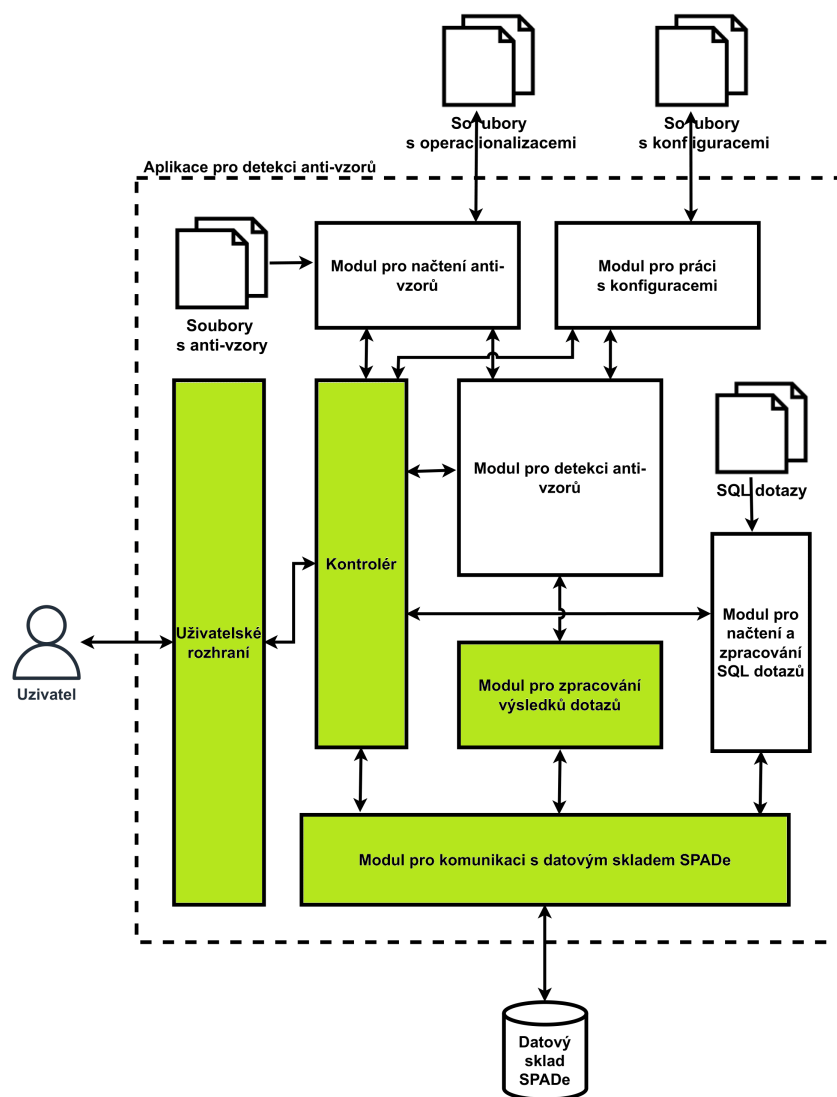 Soubory
s operacionalizacemi
Soubory
s konfiguracemi
Aplikace pro detekci anti-vzorů
Modul pro načtení anti-
vzorů
Modul pro práci
s konfiguracemi
Soubory
s anti-vzory
Modul pro detekci anti-
vzorů
SQL dotazy
Kontrolér
Uživatelské
rozhraní
Modul pro
načtení a
zpracování
SQL dotazů
Uzivatel
Modul pro zpracování
výsledků dotazů
Modul pro komunikaci s datovým skladem SPADe
Datový
sklad
SPADe